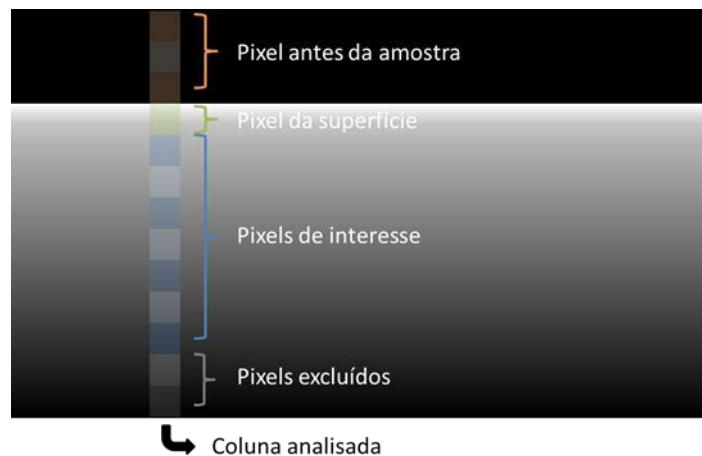 Pixel antes da amostra
Pixel da superfície
Pixels de interesse
Pixels excluídos
Coluna analisada